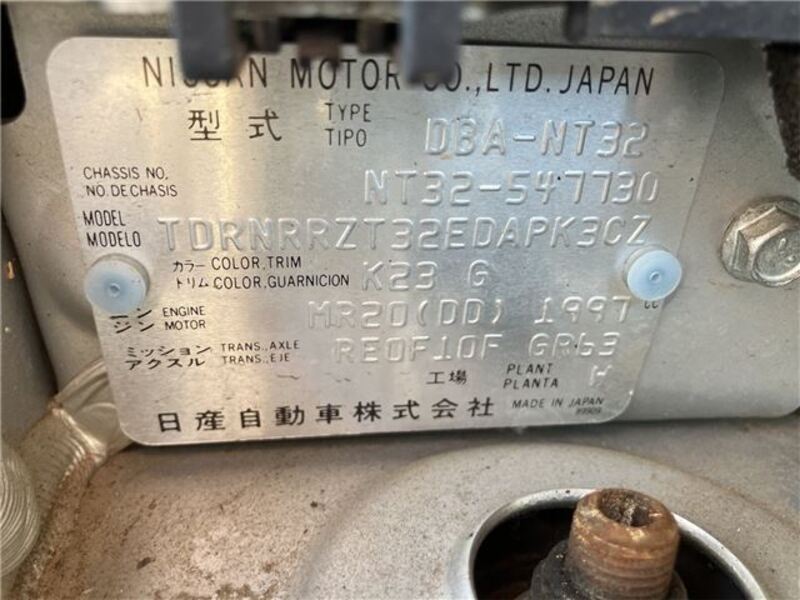 NISSAN MOTOR CO.,LTD. JAPAN
型式 TYPE TIPO DBA-NT32
CHASSIS NO. NO. DE CHASIS NT32-547730
MODEL MODELO TDRNRRZT32EDAPK3CZ
カラー COLOR, TRIM
トリム COLOR, GUARNICION K23 G
ジン ENGINE MOTOR MR20(DD) 1997 cc
ミッション TRANS., AXLE
アクスル TRANS., EJE RE0F10F GR63
工場 PLANT PLANTA H
日産自動車株式会社 MADE IN JAPAN